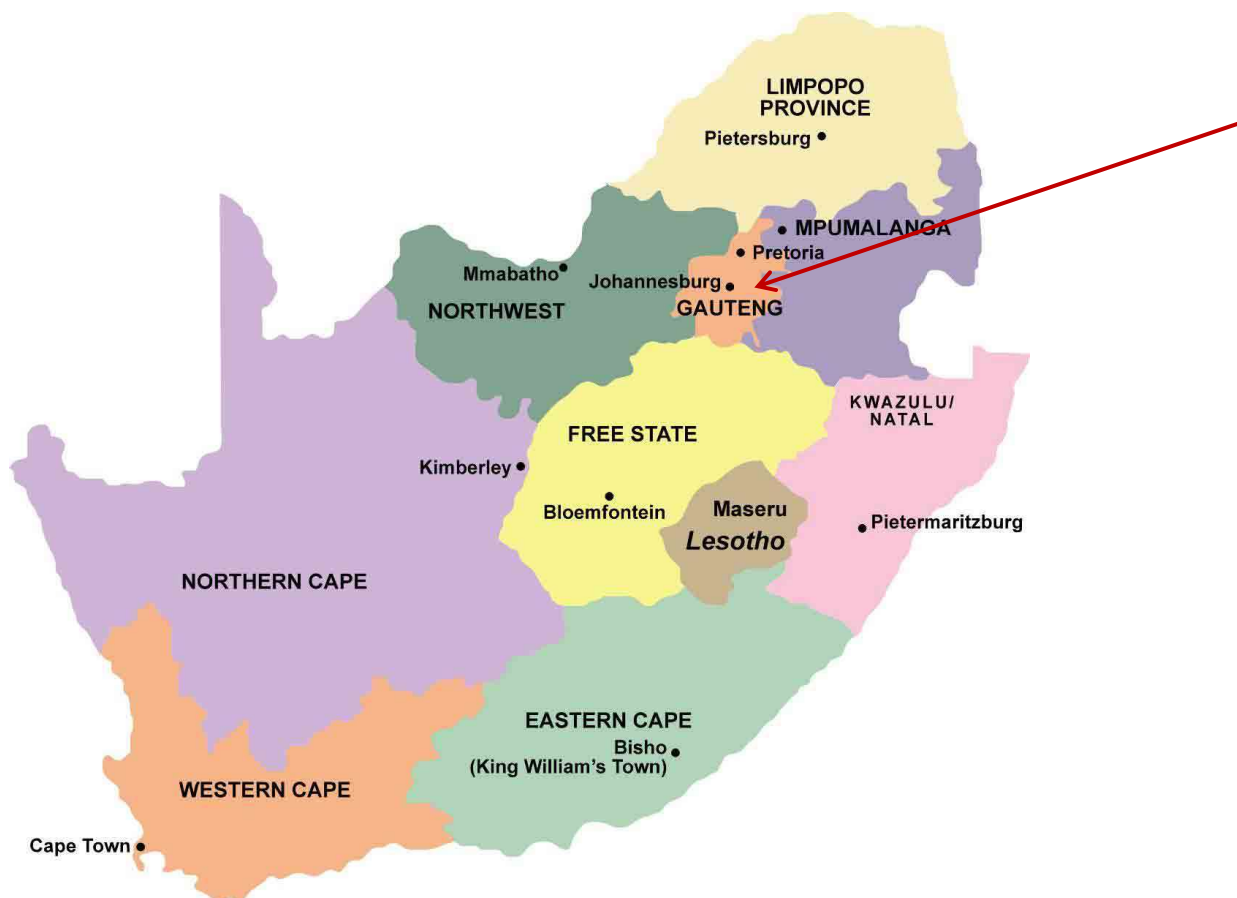 LIMPOPO
PROVINCE
Pietersburg
MPUMALANGA
Pretoria
Mmabatho
Johannesburg
NORTHWEST
GAUTENG
KWAZULU/
NATAL
FREE STATE
Kimberley
Bloemfontein
Maseru
Lesotho
Pietermaritzburg
NORTHERN CAPE
EASTERN CAPE
Bisho
(King William's Town)
WESTERN CAPE
Cape Town